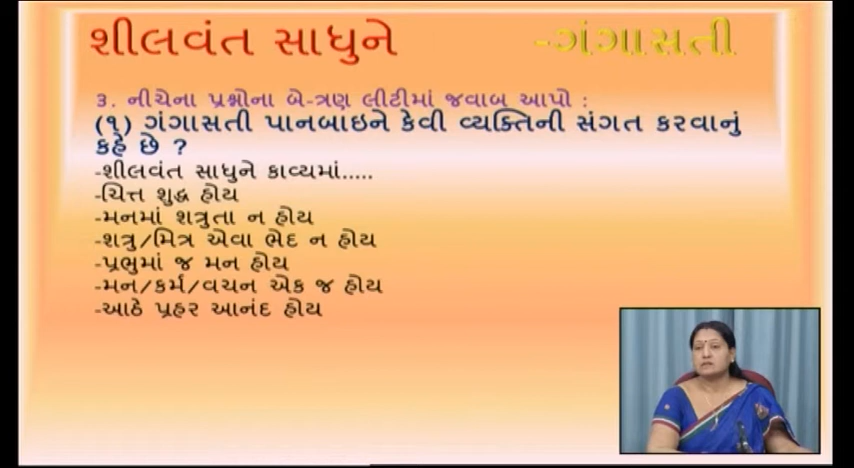 શીલવંત સાધુને -ગંગાસતી
3. નીચેના પ્રશ્નોના બે-ત્રણ લીટીમાં જવાબ આપો :
(૧) ગંગાસતી પાનબાઇને કેવી વ્યક્તિની સંગત કરવાનું
કહે છે ?
-શીલવંત સાધુને કાવ્યમાં.....
-ચિત્ત શુદ્ધ હોય
-મનમાં શત્રુતા ન હોય
-શત્રુ/મિત્ર એવા ભેદ ન હોય
-પ્રભુમાં જ મન હોય
-મન/કર્મ/વચન એક જ હોય
-આઠે પ્રહર આનંદ હોય